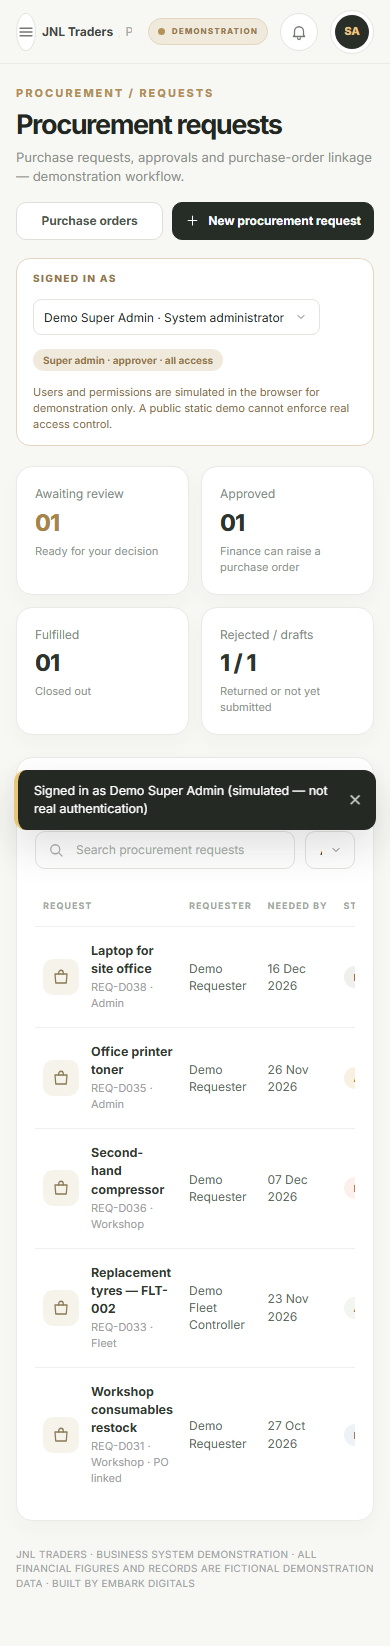 JNL Traders
DEMONSTRATION
SA
PROCUREMENT / REQUESTS
Procurement requests
Purchase requests, approvals and purchase-order linkage
— demonstration workflow.
Purchase orders
New procurement request
SIGNED IN AS
Demo Super Admin · System administrator
Super admin · approver · all access
Users and permissions are simulated in the browser for
demonstration only. A public static demo cannot enforce real
access control.
Awaiting review
01
Ready for your decision
Approved
01
Finance can raise a
purchase order
Fulfilled
01
Closed out
Rejected / drafts
1/1
Returned or not yet
submitted
Signed in as Demo Super Admin (simulated — not
real authentication)
Search procurement requests
REQUEST
REQUESTER
NEEDED BY
ST
Laptop for
site office
REQ-D038 ·
Admin
Demo
Requester
16 Dec
2026
Office printer
toner
REQ-D035 ·
Admin
Demo
Requester
26 Nov
2026
Second-
hand
compressor
REQ-D036 ·
Workshop
Demo
Requester
07 Dec
2026
Replacement
tyres — FLT-
002
REQ-D033 ·
Fleet
Demo
Fleet
Controller
23 Nov
2026
Workshop
consumables
restock
REQ-D031 ·
Workshop · PO
linked
Demo
Requester
27 Oct
2026
JNL TRADERS · BUSINESS SYSTEM DEMONSTRATION · ALL
FINANCIAL FIGURES AND RECORDS ARE FICTIONAL DEMONSTRATION
DATA · BUILT BY EMBARK DIGITALS